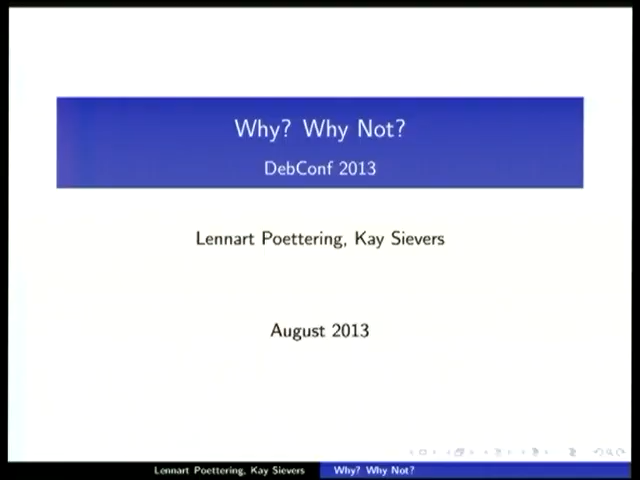 Why? Why Not?
DebConf 2013
Lennart Poettering, Kay Sievers
August 2013
Lennart Poettering, Kay Sievers
Why? Why Not?